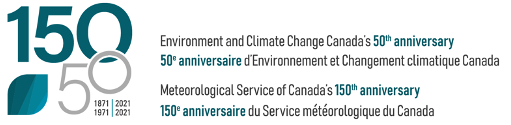 150
50
1871 | 2021
1971 | 2021
Environment and Climate Change Canada's 50th anniversary
50e anniversaire d'Environnement et Changement climatique Canada
Meteorological Service of Canada's 150th anniversary
150e anniversaire du Service météorologique du Canada